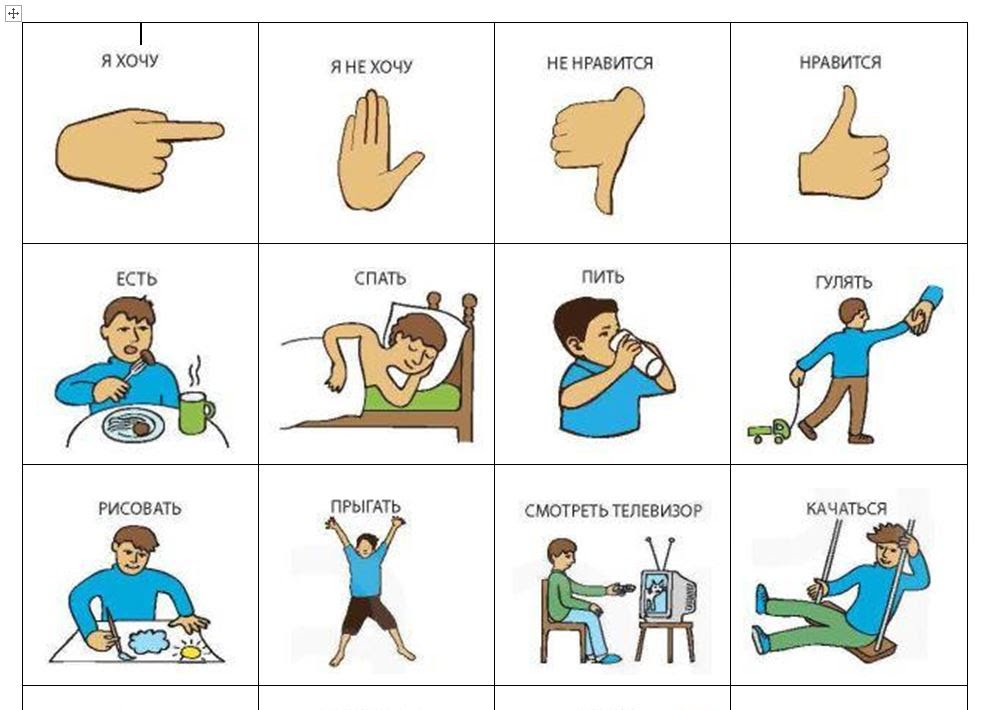 Я ХОЧУ
Я НЕ ХОЧУ
НЕ НРАВИТСЯ
НРАВИТСЯ
ЕСТЬ
СПАТЬ
ПИТЬ
ГУЛЯТЬ
РИСОВАТЬ
ПРЫГАТЬ
СМОТРЕТЬ ТЕЛЕВИЗОР
КАЧАТЬСЯ